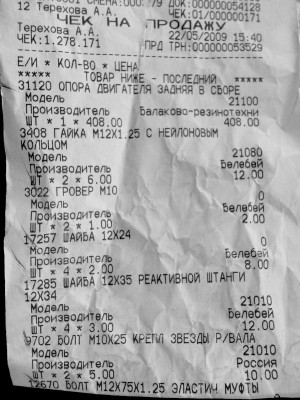 СМЕНА: 79 ДОК:000000054128
12 Терехова А.А. ЧЕК:01/000000171
ЧЕК НА ПРОДАЖУ
Терехова А.А. 22/05/2009 15:40
ЧЕК:1.278.171 ПРД ТРН:000000053529
Е/И * КОЛ-ВО * ЦЕНА
***** ТОВАР НИЖЕ - ПОСЛЕДНИЙ *****
31120 ОПОРА ДВИГАТЕЛЯ ЗАДНЯЯ В СБОРЕ
Модель 21100
Производитель Балаково-резинотехни
ШТ * 1 * 408.00 408.00
3408 ГАЙКА М12Х1.25 С НЕЙЛОНОВЫМ
КОЛЬЦОМ
Модель 21080
Производитель Белебей
ШТ * 2 * 6.00 12.00
3022 ГРОВЕР М10
Модель 0
Производитель Белебей
ШТ * 2 * 1.00 2.00
17257 ШАЙБА 12Х24
Модель 0
Производитель Белебей
ШТ * 4 * 2.00 8.00
17285 ШАЙБА 12Х35 РЕАКТИВНОЙ ШТАНГИ
12Х34
Модель 21010
Производитель Белебей
ШТ * 4 * 3.00 12.00
9702 БОЛТ М10Х25 КРЕПЛ ЗВЕЗДЫ Р/ВАЛА
Модель 21010
Производитель Россия
ШТ * 2 * 5.00 10.00
12670 БОЛТ М12Х75Х1.25 ЭЛАСТИЧ МУФТЫ